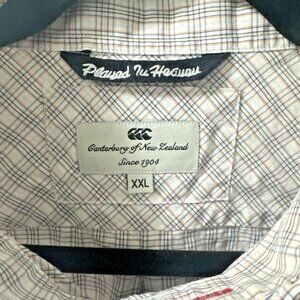 Played In Heaven
Canterbury of New Zealand
Since 1904
XXL